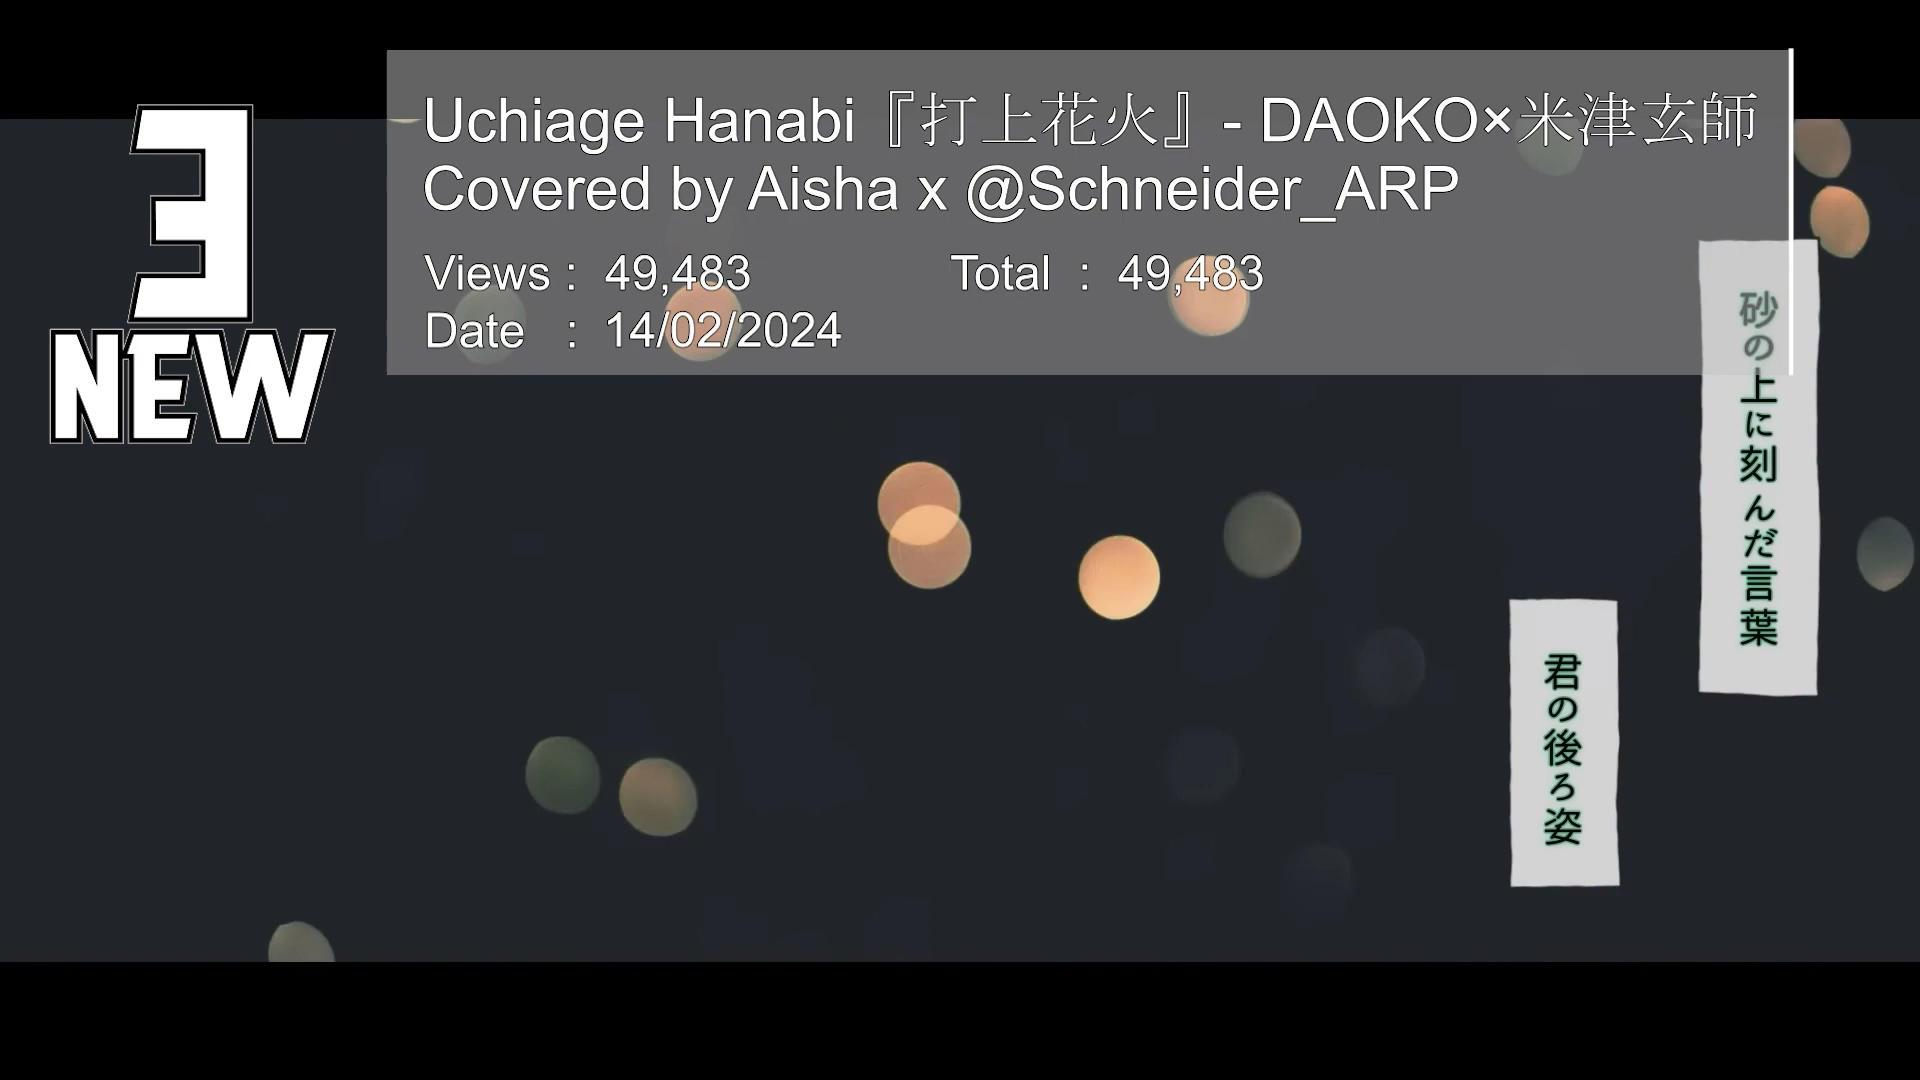 3
NEW
Uchiage Hanabi『打上花火』- DAOKO×米津玄師
Covered by Aisha x @Schneider_ARP
Views : 49,483
Total : 49,483
Date : 14/02/2024
砂の上に刻んだ言葉
君の後ろ姿